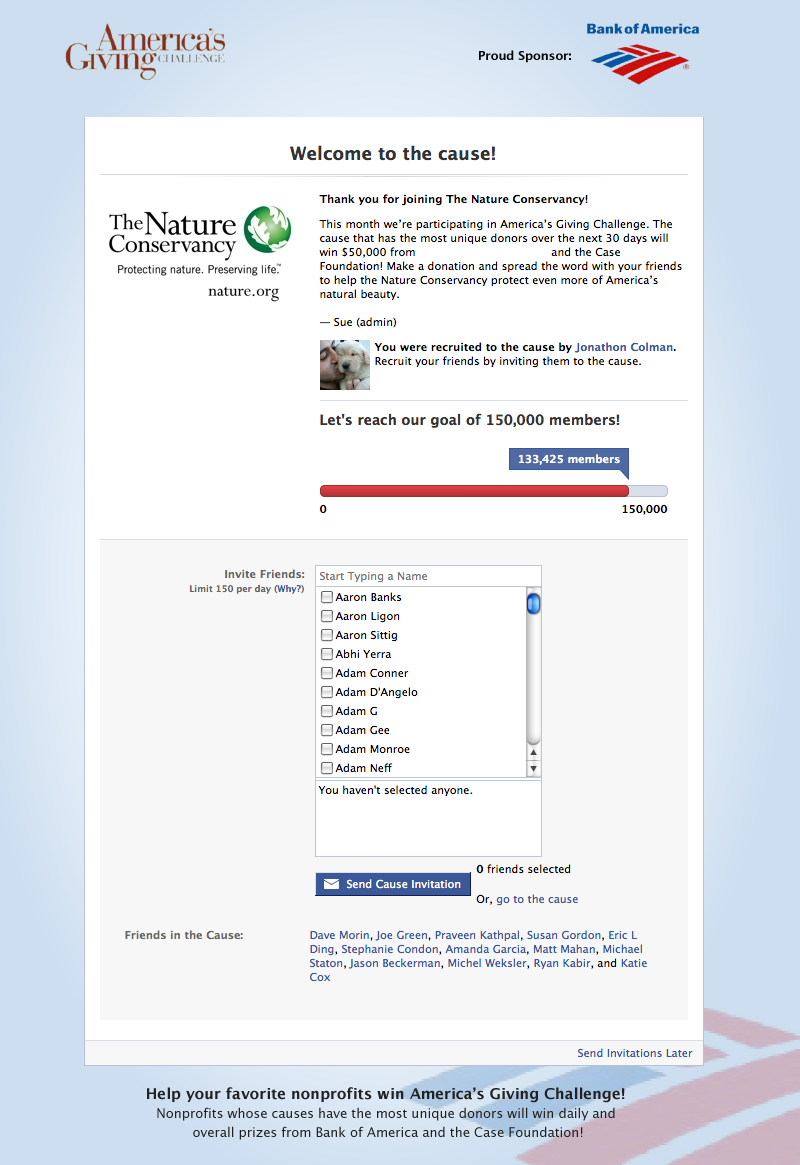 America's
Giving CHALLENGE
Proud Sponsor:
Bank of America
®
Welcome to the cause!
The Nature
Conservancy
Protecting nature. Preserving life.™
nature.org
Thank you for joining The Nature Conservancy!
This month we're participating in America's Giving Challenge. The
cause that has the most unique donors over the next 30 days will
win $50,000 from and the Case
Foundation! Make a donation and spread the word with your friends
to help the Nature Conservancy protect even more of America's
natural beauty.
— Sue (admin)
You were recruited to the cause by Jonathon Colman.
Recruit your friends by inviting them to the cause.
Let's reach our goal of 150,000 members!
133,425 members
0 150,000
Invite Friends:
Limit 150 per day (Why?)
Start Typing a Name
Aaron Banks
Aaron Ligon
Aaron Sittig
Abhi Yerra
Adam Conner
Adam D'Angelo
Adam G
Adam Gee
Adam Monroe
Adam Neff
You haven't selected anyone.
Send Cause Invitation
0 friends selected
Or, go to the cause
Friends in the Cause:
Dave Morin, Joe Green, Praveen Kathpal, Susan Gordon, Eric L
Ding, Stephanie Condon, Amanda Garcia, Matt Mahan, Michael
Staton, Jason Beckerman, Michel Weksler, Ryan Kabir, and Katie
Cox
Send Invitations Later
Help your favorite nonprofits win America's Giving Challenge!
Nonprofits whose causes have the most unique donors will win daily and
overall prizes from Bank of America and the Case Foundation!